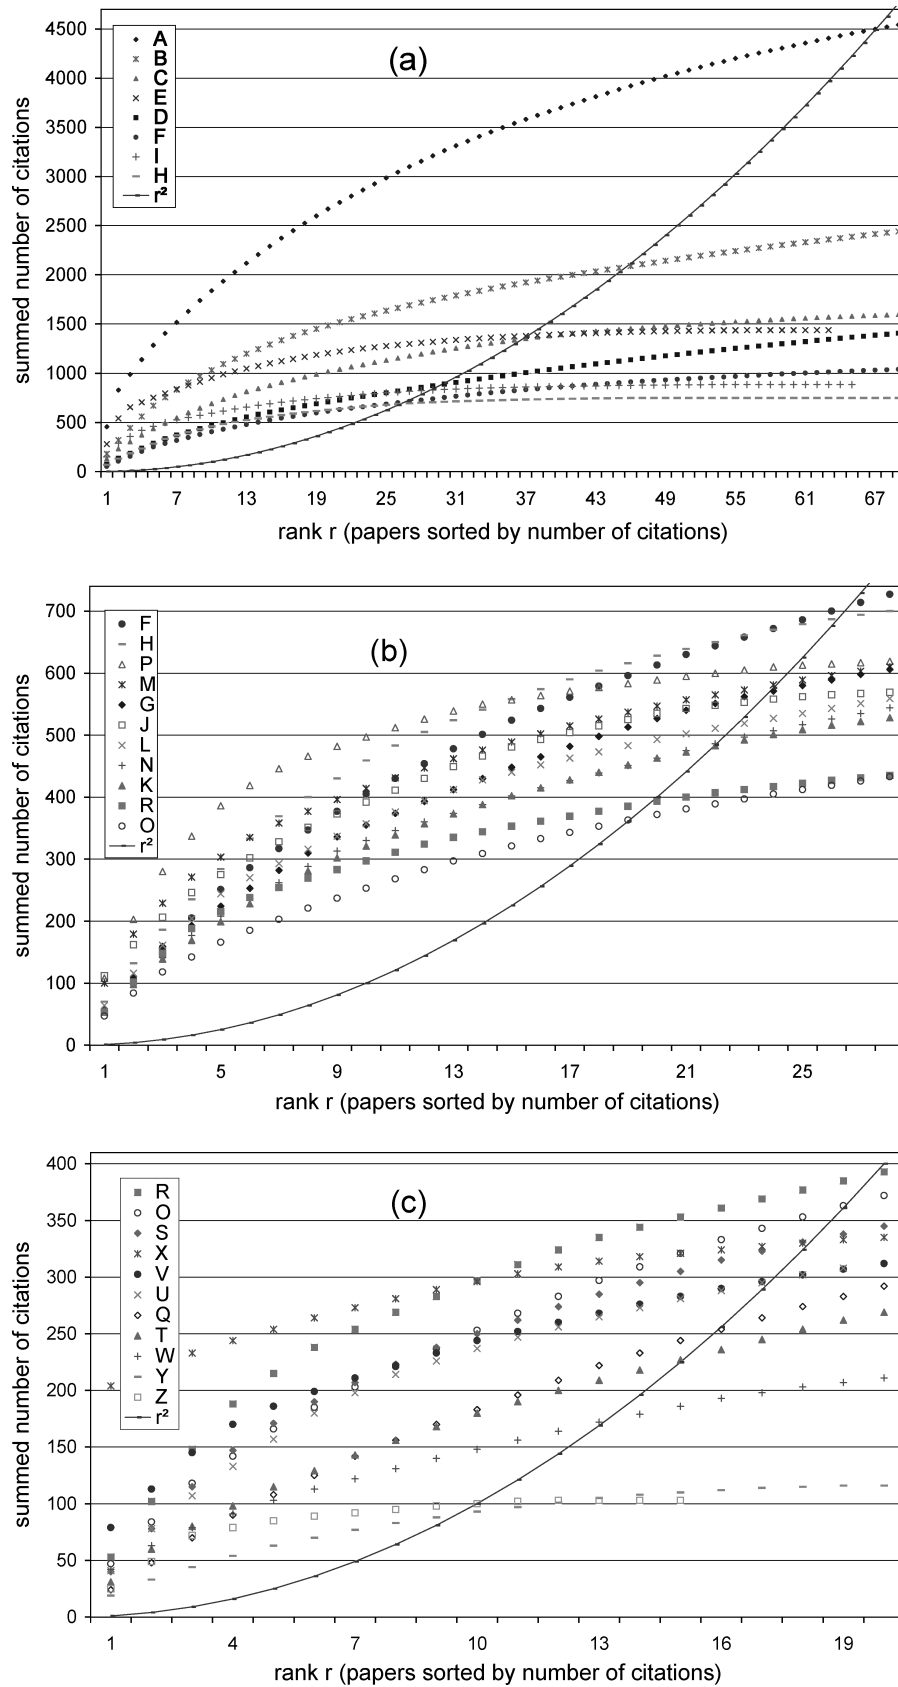 (a)
A
B
C
E
D
F
I
H
r²
4500
4000
3500
3000
2500
2000
1500
1000
500
0
summed number of citations
1 7 13 19 25 31 37 43 49 55 61 67
rank r (papers sorted by number of citations)
(b)
F
H
P
M
G
J
L
N
K
R
O
r²
700
600
500
400
300
200
100
0
summed number of citations
1 5 9 13 17 21 25
rank r (papers sorted by number of citations)
(c)
R
O
S
X
V
U
Q
T
W
Y
Z
r²
400
350
300
250
200
150
100
50
0
summed number of citations
1 4 7 10 13 16 19
rank r (papers sorted by number of citations)